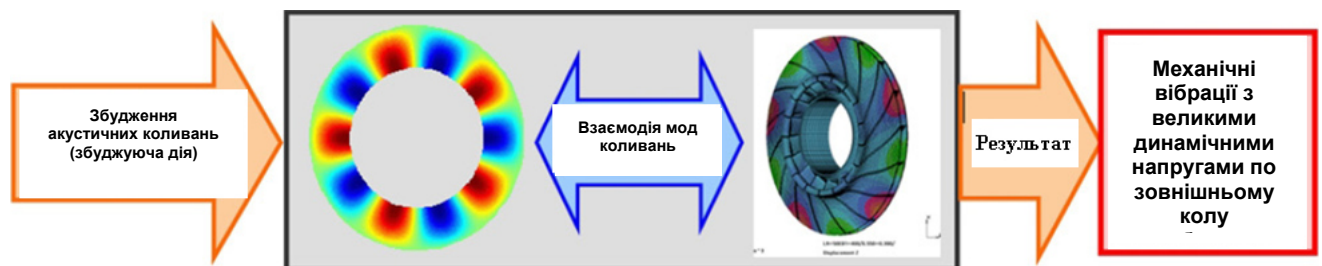 Збудження
акустичних коливань
(збуджуюча дія)
Взаємодія мод
коливань
Результат
Механічні
вібрації з
великими
динамічними
напругами по
зовнішньому
колу